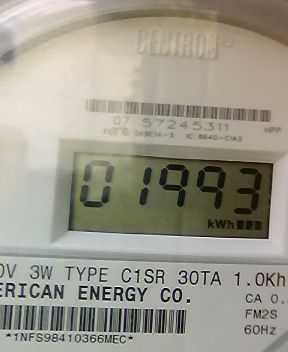 CENTRON®
07 57245311
HPP
01993
kWh
0V 3W TYPE C1SR 30TA 1.0Kh
ERICAN ENERGY CO.
CA 0.
FM2S
60Hz
*1NFS98410366MEC*